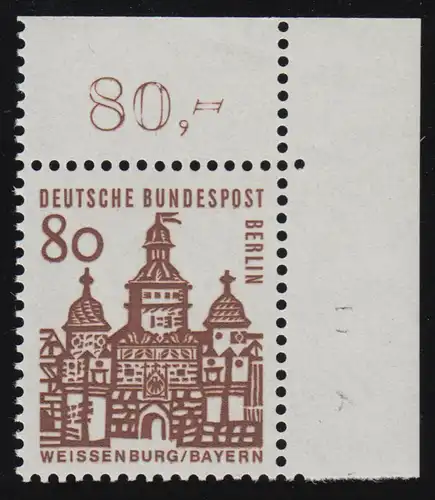 80,=
DEUTSCHE BUNDESPOST
BERLIN
80
WEISSENBURG/BAYERN